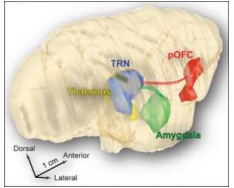 pOFC
TRN
Thalamus
Amygdala
Dorsal
Anterior
1 cm
Lateral